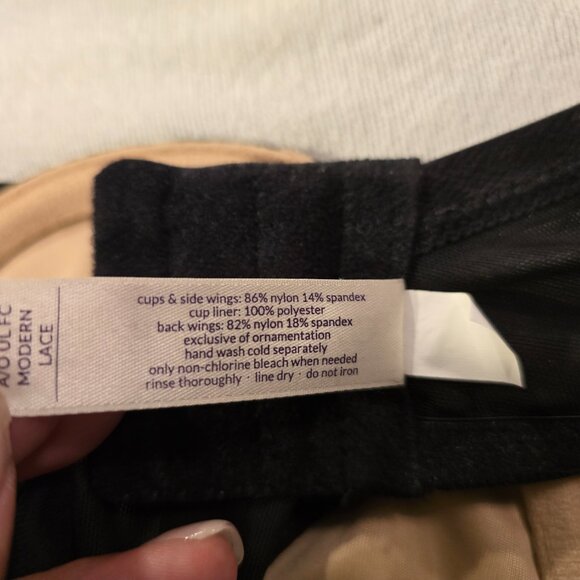 A/O UL FC
MODERN
LACE
cups & side wings: 86% nylon 14% spandex
cup liner: 100% polyester
back wings: 82% nylon 18% spandex
exclusive of ornamentation
hand wash cold separately
only non-chlorine bleach when needed
rinse thoroughly · line dry · do not iron